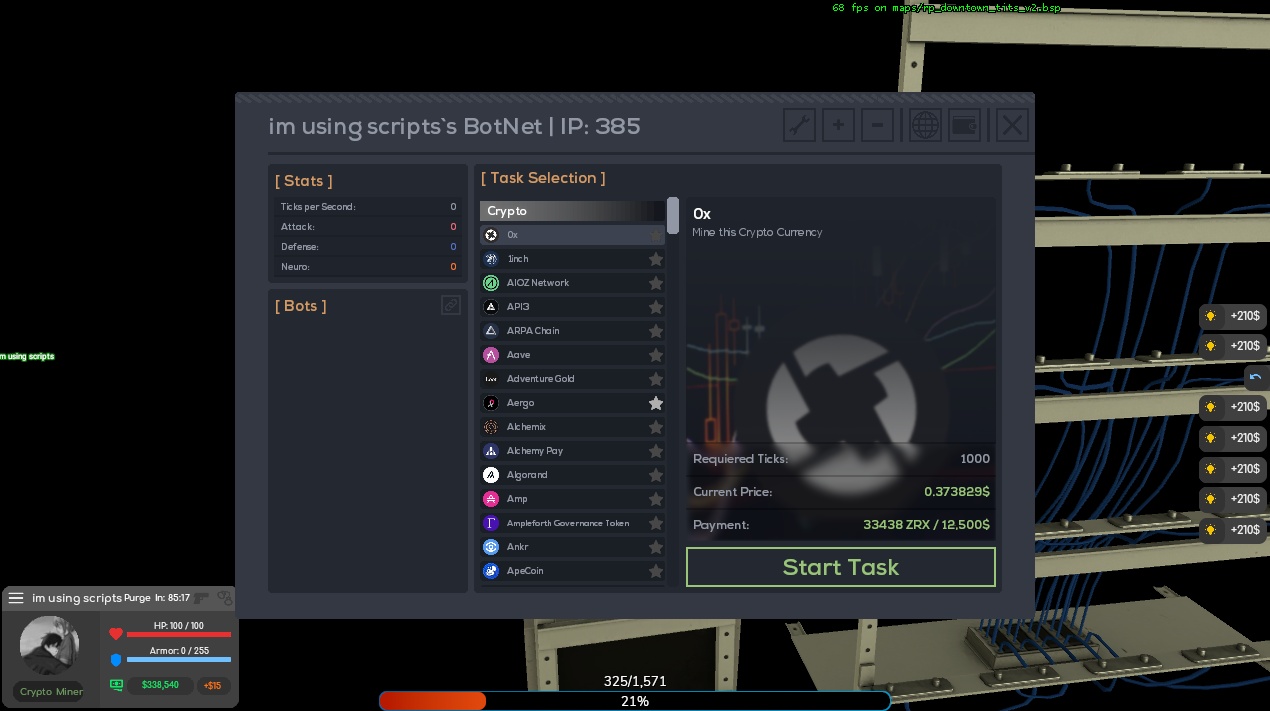 68 fps on maps/rp_downtown_tits_v2.bsp
im using scripts`s BotNet | IP: 385
[ Stats ]
Ticks per Second: 0
Attack: 0
Defense: 0
Neuro: 0
[ Bots ]
[ Task Selection ]
Crypto
0x
1inch
AIOZ Network
API3
ARPA Chain
Aave
Adventure Gold
Aergo
Alchemix
Alchemy Pay
Algorand
Amp
Ampleforth Governance Token
Ankr
ApeCoin
0x
Mine this Crypto Currency
Requiered Ticks: 1000
Current Price: 0.373829$
Payment: 33438 ZRX / 12,500$
Start Task
+210$
+210$
+210$
+210$
+210$
+210$
+210$
m using scripts
im using scripts Purge In: 85:17
HP: 100 / 100
Armor: 0 / 255
$338,540 +$15
Crypto Miner
325/1,571
21%